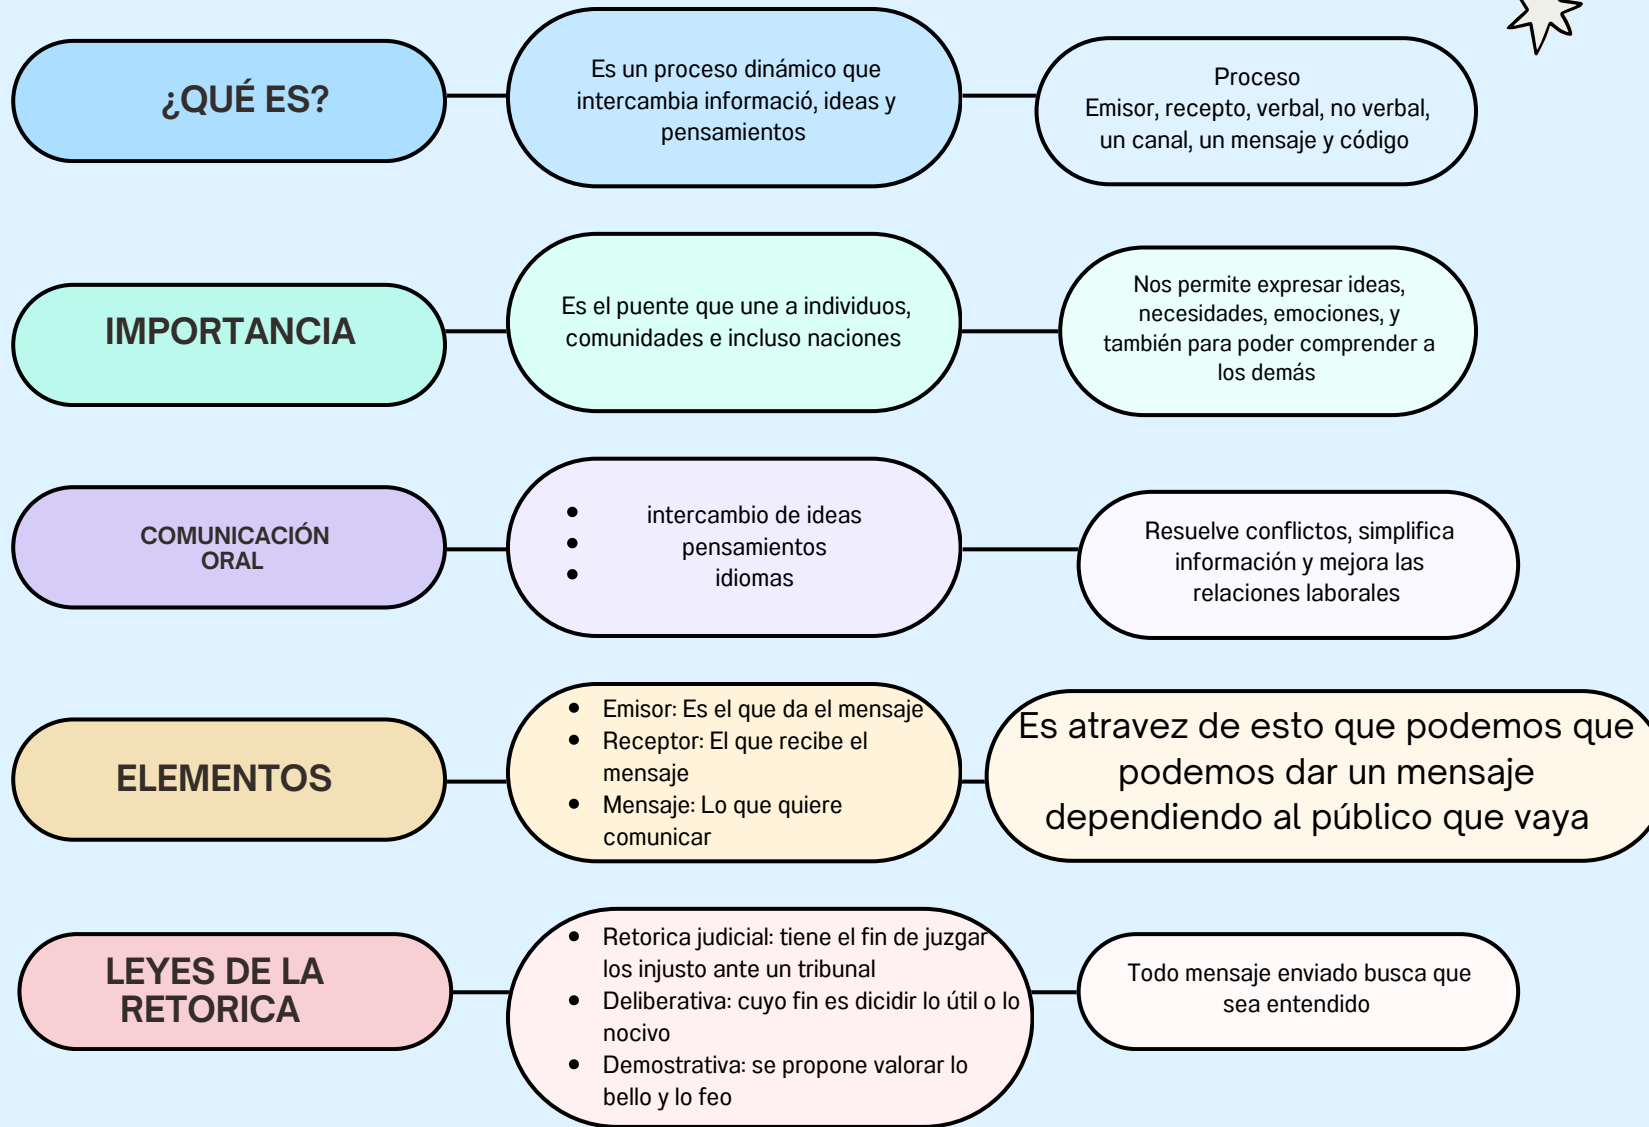 ¿QUÉ ES?
Es un proceso dinámico que
intercambia informació, ideas y
pensamientos
Proceso
Emisor, recepto, verbal, no verbal,
un canal, un mensaje y código
IMPORTANCIA
Es el puente que une a individuos,
comunidades e incluso naciones
Nos permite expresar ideas,
necesidades, emociones, y
también para poder comprender a
los demás
COMUNICACIÓN
ORAL
• intercambio de ideas
• pensamientos
• idiomas
Resuelve conflictos, simplifica
información y mejora las
relaciones laborales
ELEMENTOS
• Emisor: Es el que da el mensaje
• Receptor: El que recibe el
mensaje
• Mensaje: Lo que quiere
comunicar
Es atravez de esto que podemos que
podemos dar un mensaje
dependiendo al público que vaya
LEYES DE LA
RETORICA
• Retorica judicial: tiene el fin de juzgar
los injusto ante un tribunal
• Deliberativa: cuyo fin es dicidir lo útil o lo
nocivo
• Demostrativa: se propone valorar lo
bello y lo feo
Todo mensaje enviado busca que
sea entendido